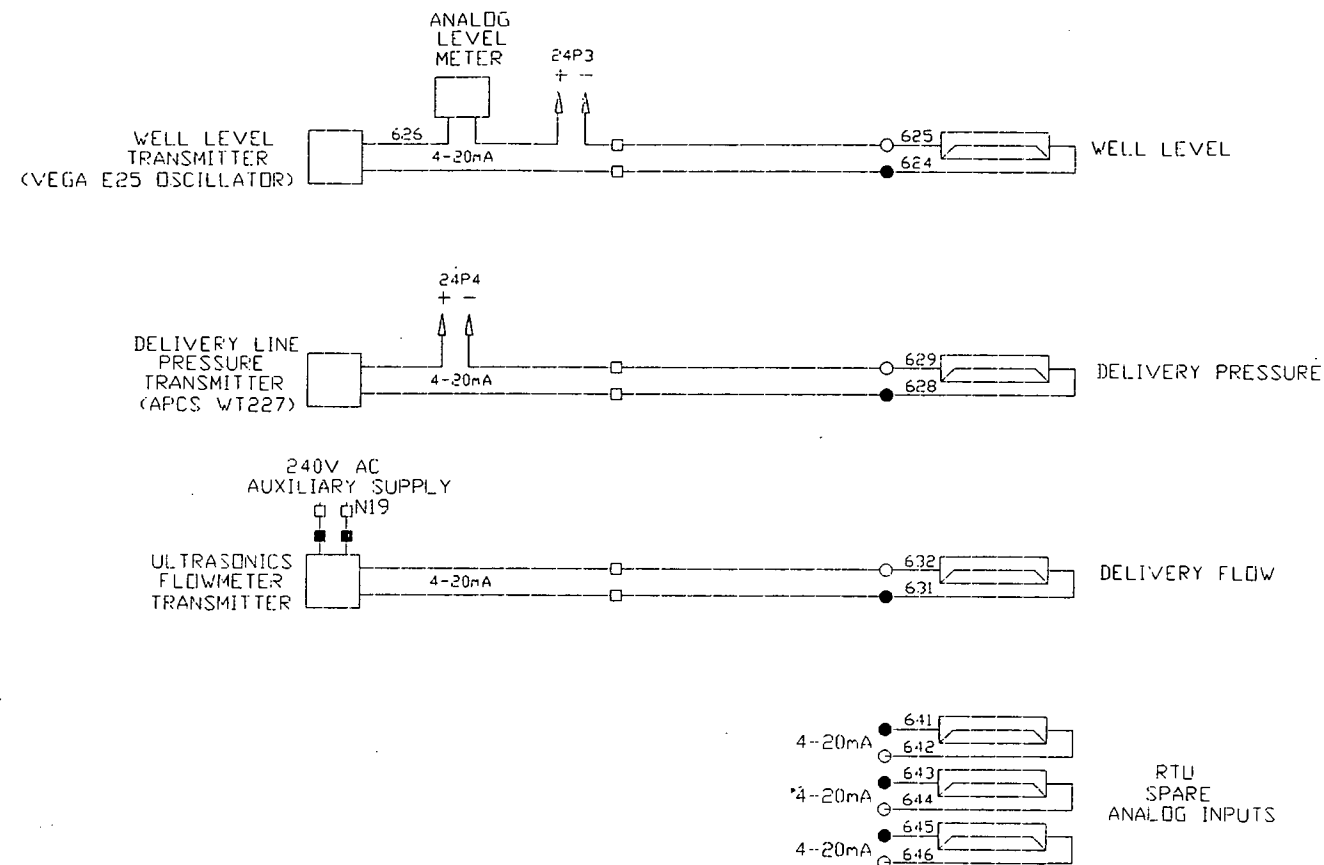 ANALOG
LEVEL
METER
24P3
+ -
WELL LEVEL
TRANSMITTER
(VEGA E25 OSCILLATOR)
626
4-20mA
625
624
WELL LEVEL
24P4
+ -
DELIVERY LINE
PRESSURE
TRANSMITTER
(APCS WT227)
4-20mA
629
628
DELIVERY PRESSURE
240V AC
AUXILIARY SUPPLY
N19
ULTRASONICS
FLOWMETER
TRANSMITTER
4-20mA
632
631
DELIVERY FLOW
4-20mA
641
642
4-20mA
643
644
4-20mA
645
646
RTU
SPARE
ANALOG INPUTS